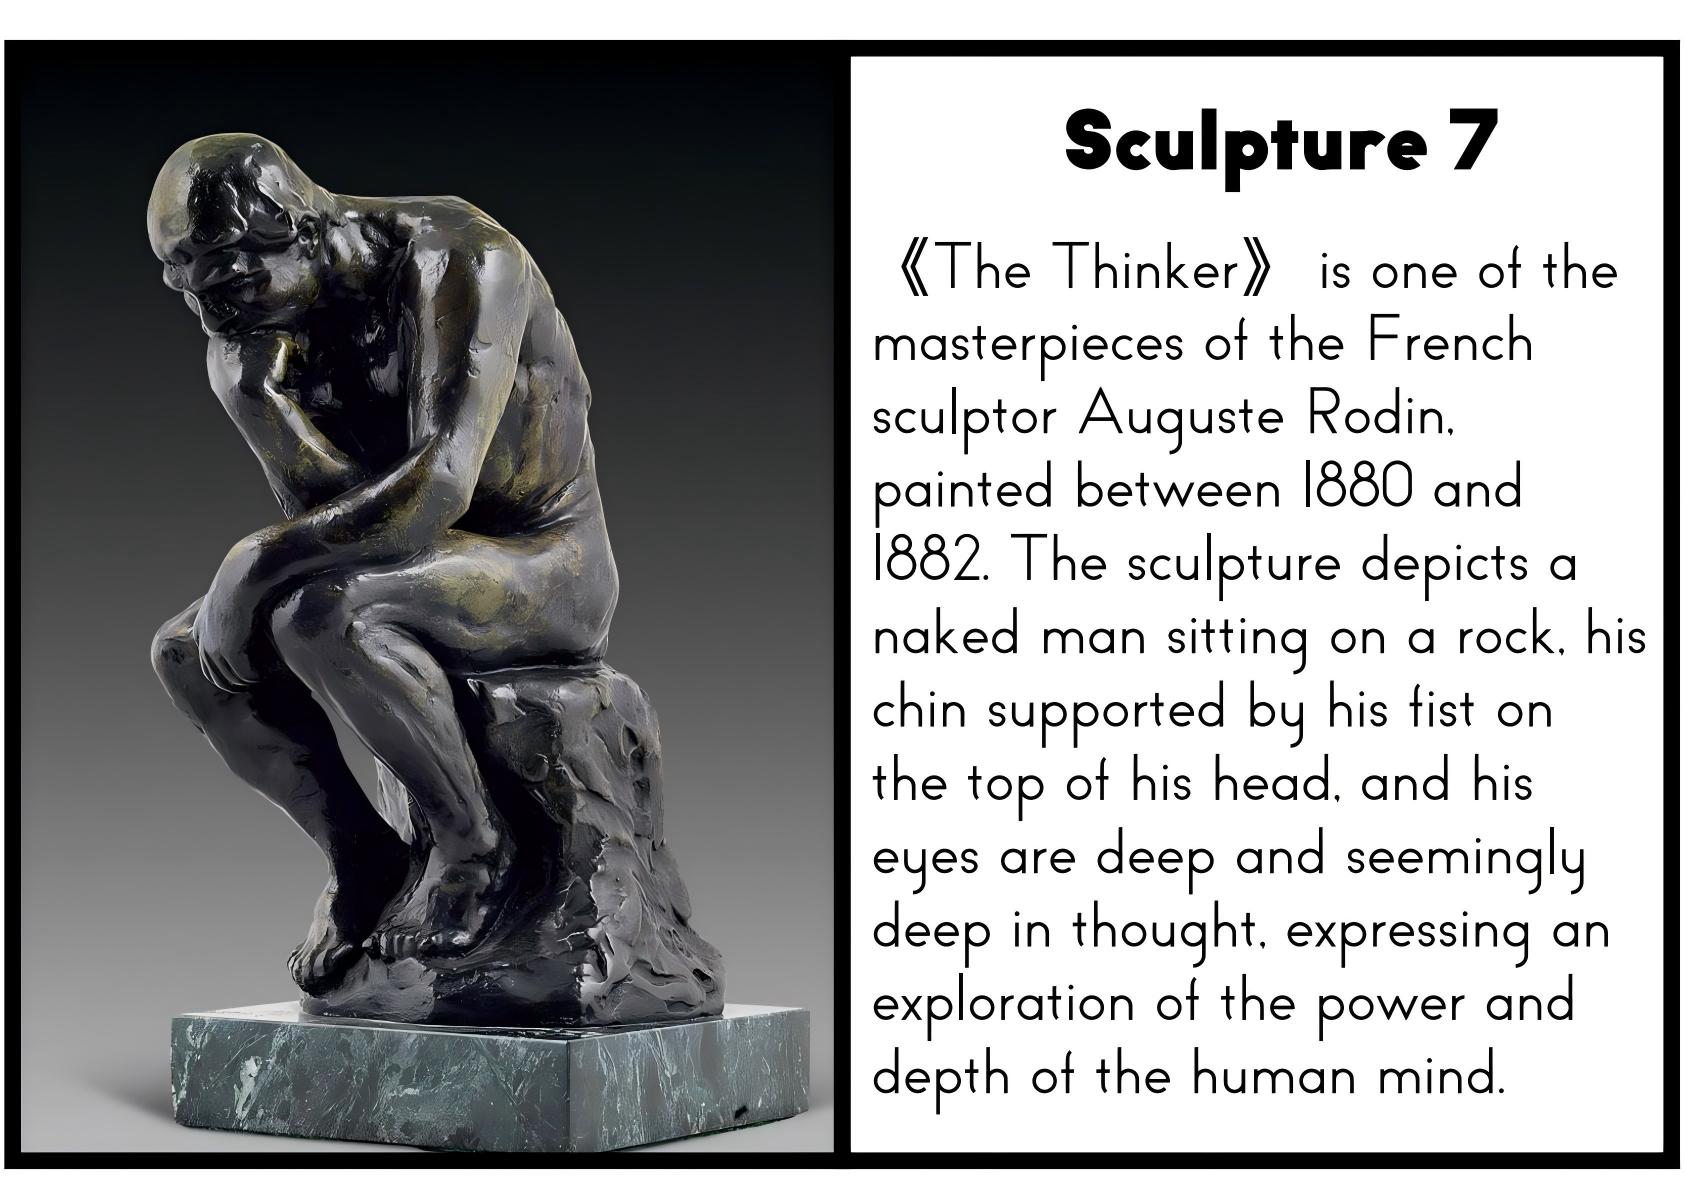 Sculpture 7
《The Thinker》 is one of the
masterpieces of the French
sculptor Auguste Rodin,
painted between 1880 and
1882. The sculpture depicts a
naked man sitting on a rock, his
chin supported by his fist on
the top of his head, and his
eyes are deep and seemingly
deep in thought, expressing an
exploration of the power and
depth of the human mind.